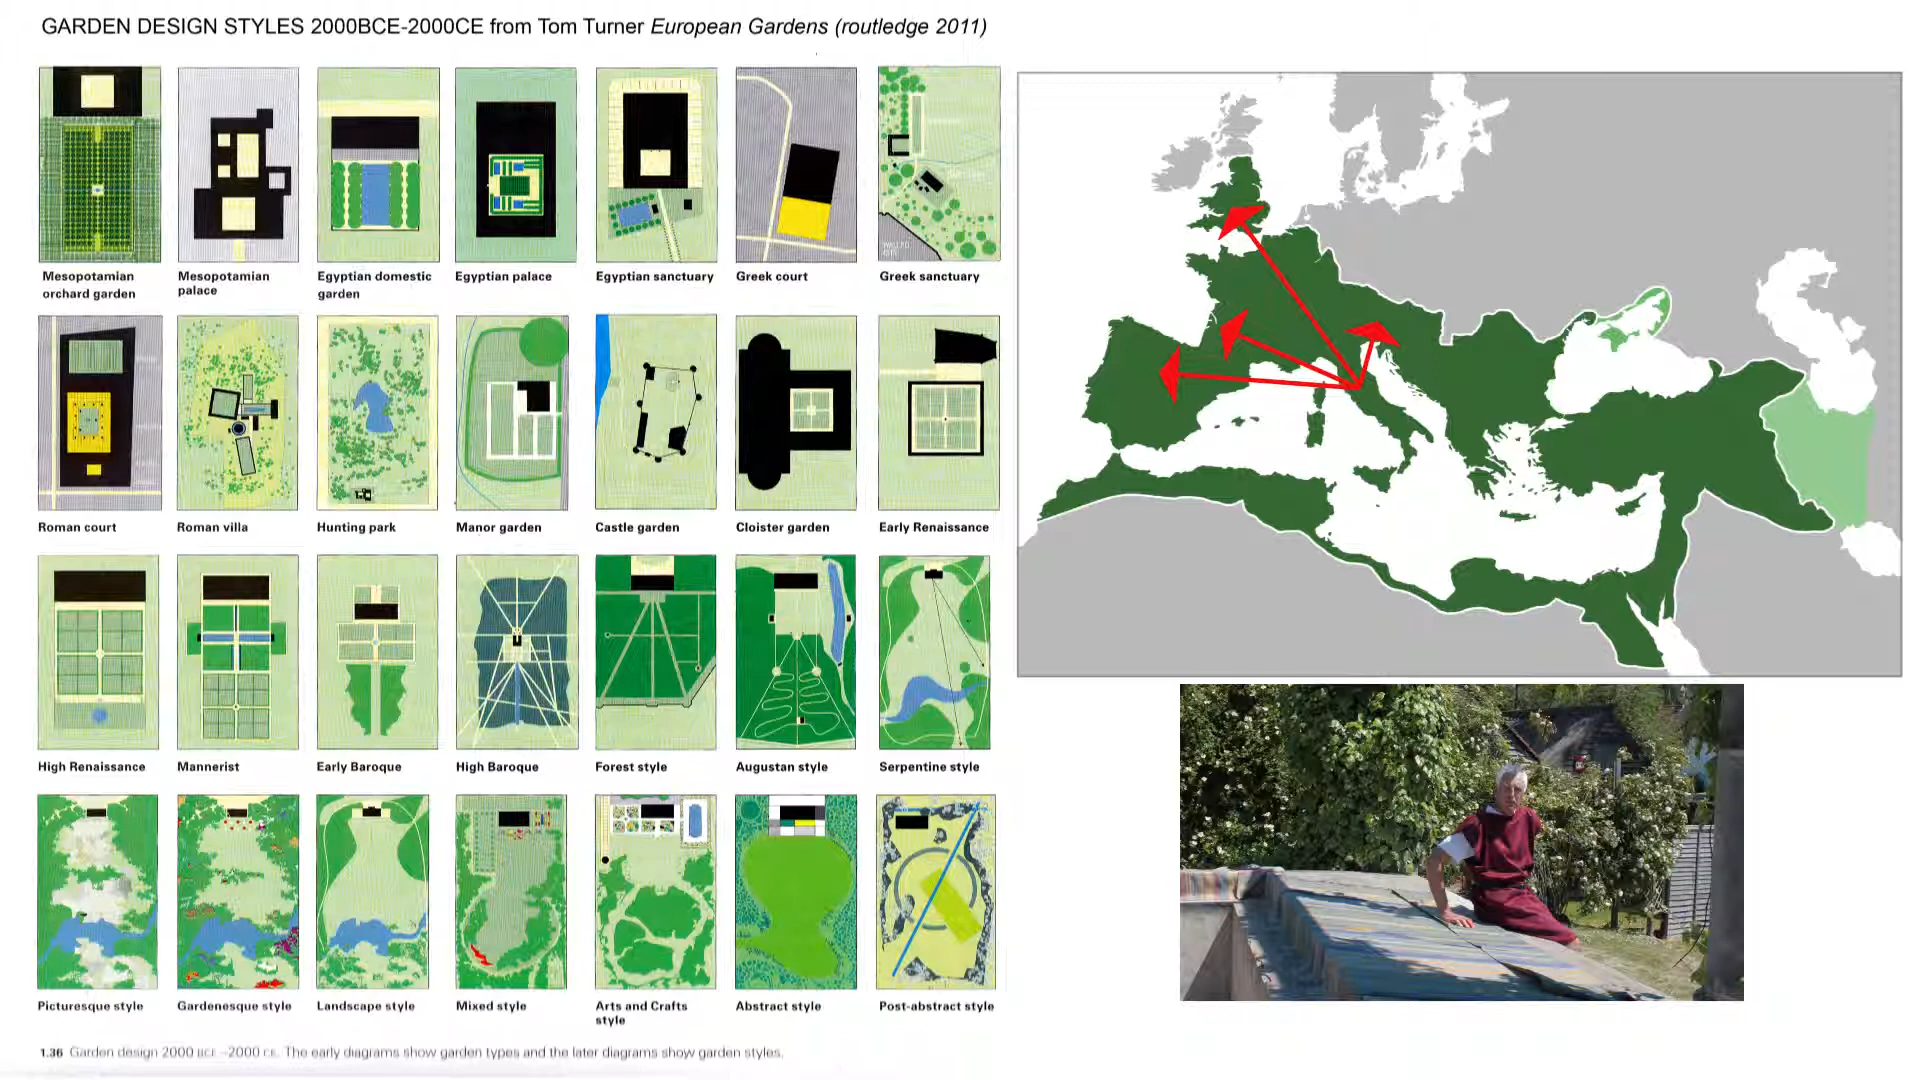 GARDEN DESIGN STYLES 2000BCE-2000CE from Tom Turner European Gardens (routledge 2011)
Mesopotamian orchard garden
Mesopotamian palace
Egyptian domestic garden
Egyptian palace
Egyptian sanctuary
Greek court
Greek sanctuary
Roman court
Roman villa
Hunting park
Manor garden
Castle garden
Cloister garden
Early Renaissance
High Renaissance
Mannerist
Early Baroque
High Baroque
Forest style
Augustan style
Serpentine style
Picturesque style
Gardenesque style
Landscape style
Mixed style
Arts and Crafts style
Abstract style
Post-abstract style
1.36 Garden design 2000 BCE–2000 CE. The early diagrams show garden types and the later diagrams show garden styles.